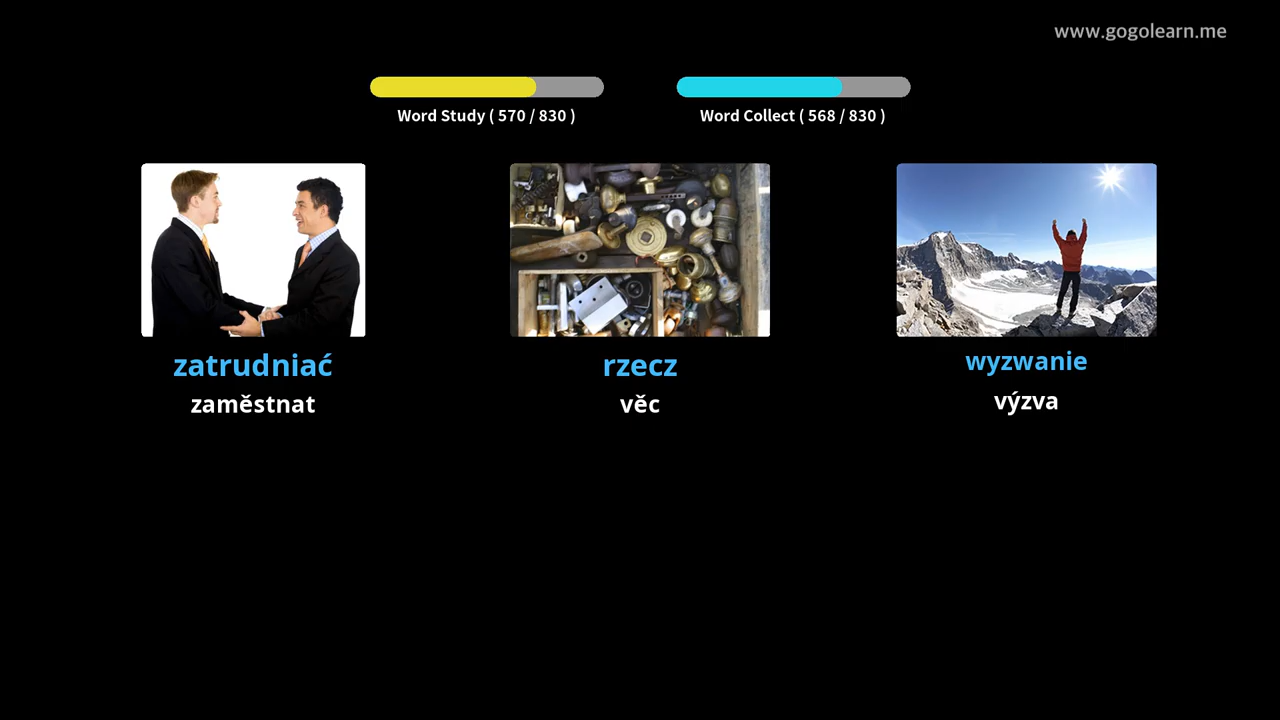 www.gogolearn.me
Word Study ( 570 / 830 )
Word Collect ( 568 / 830 )
zatrudniać
zaměstnat
rzecz
věc
wyzwanie
výzva